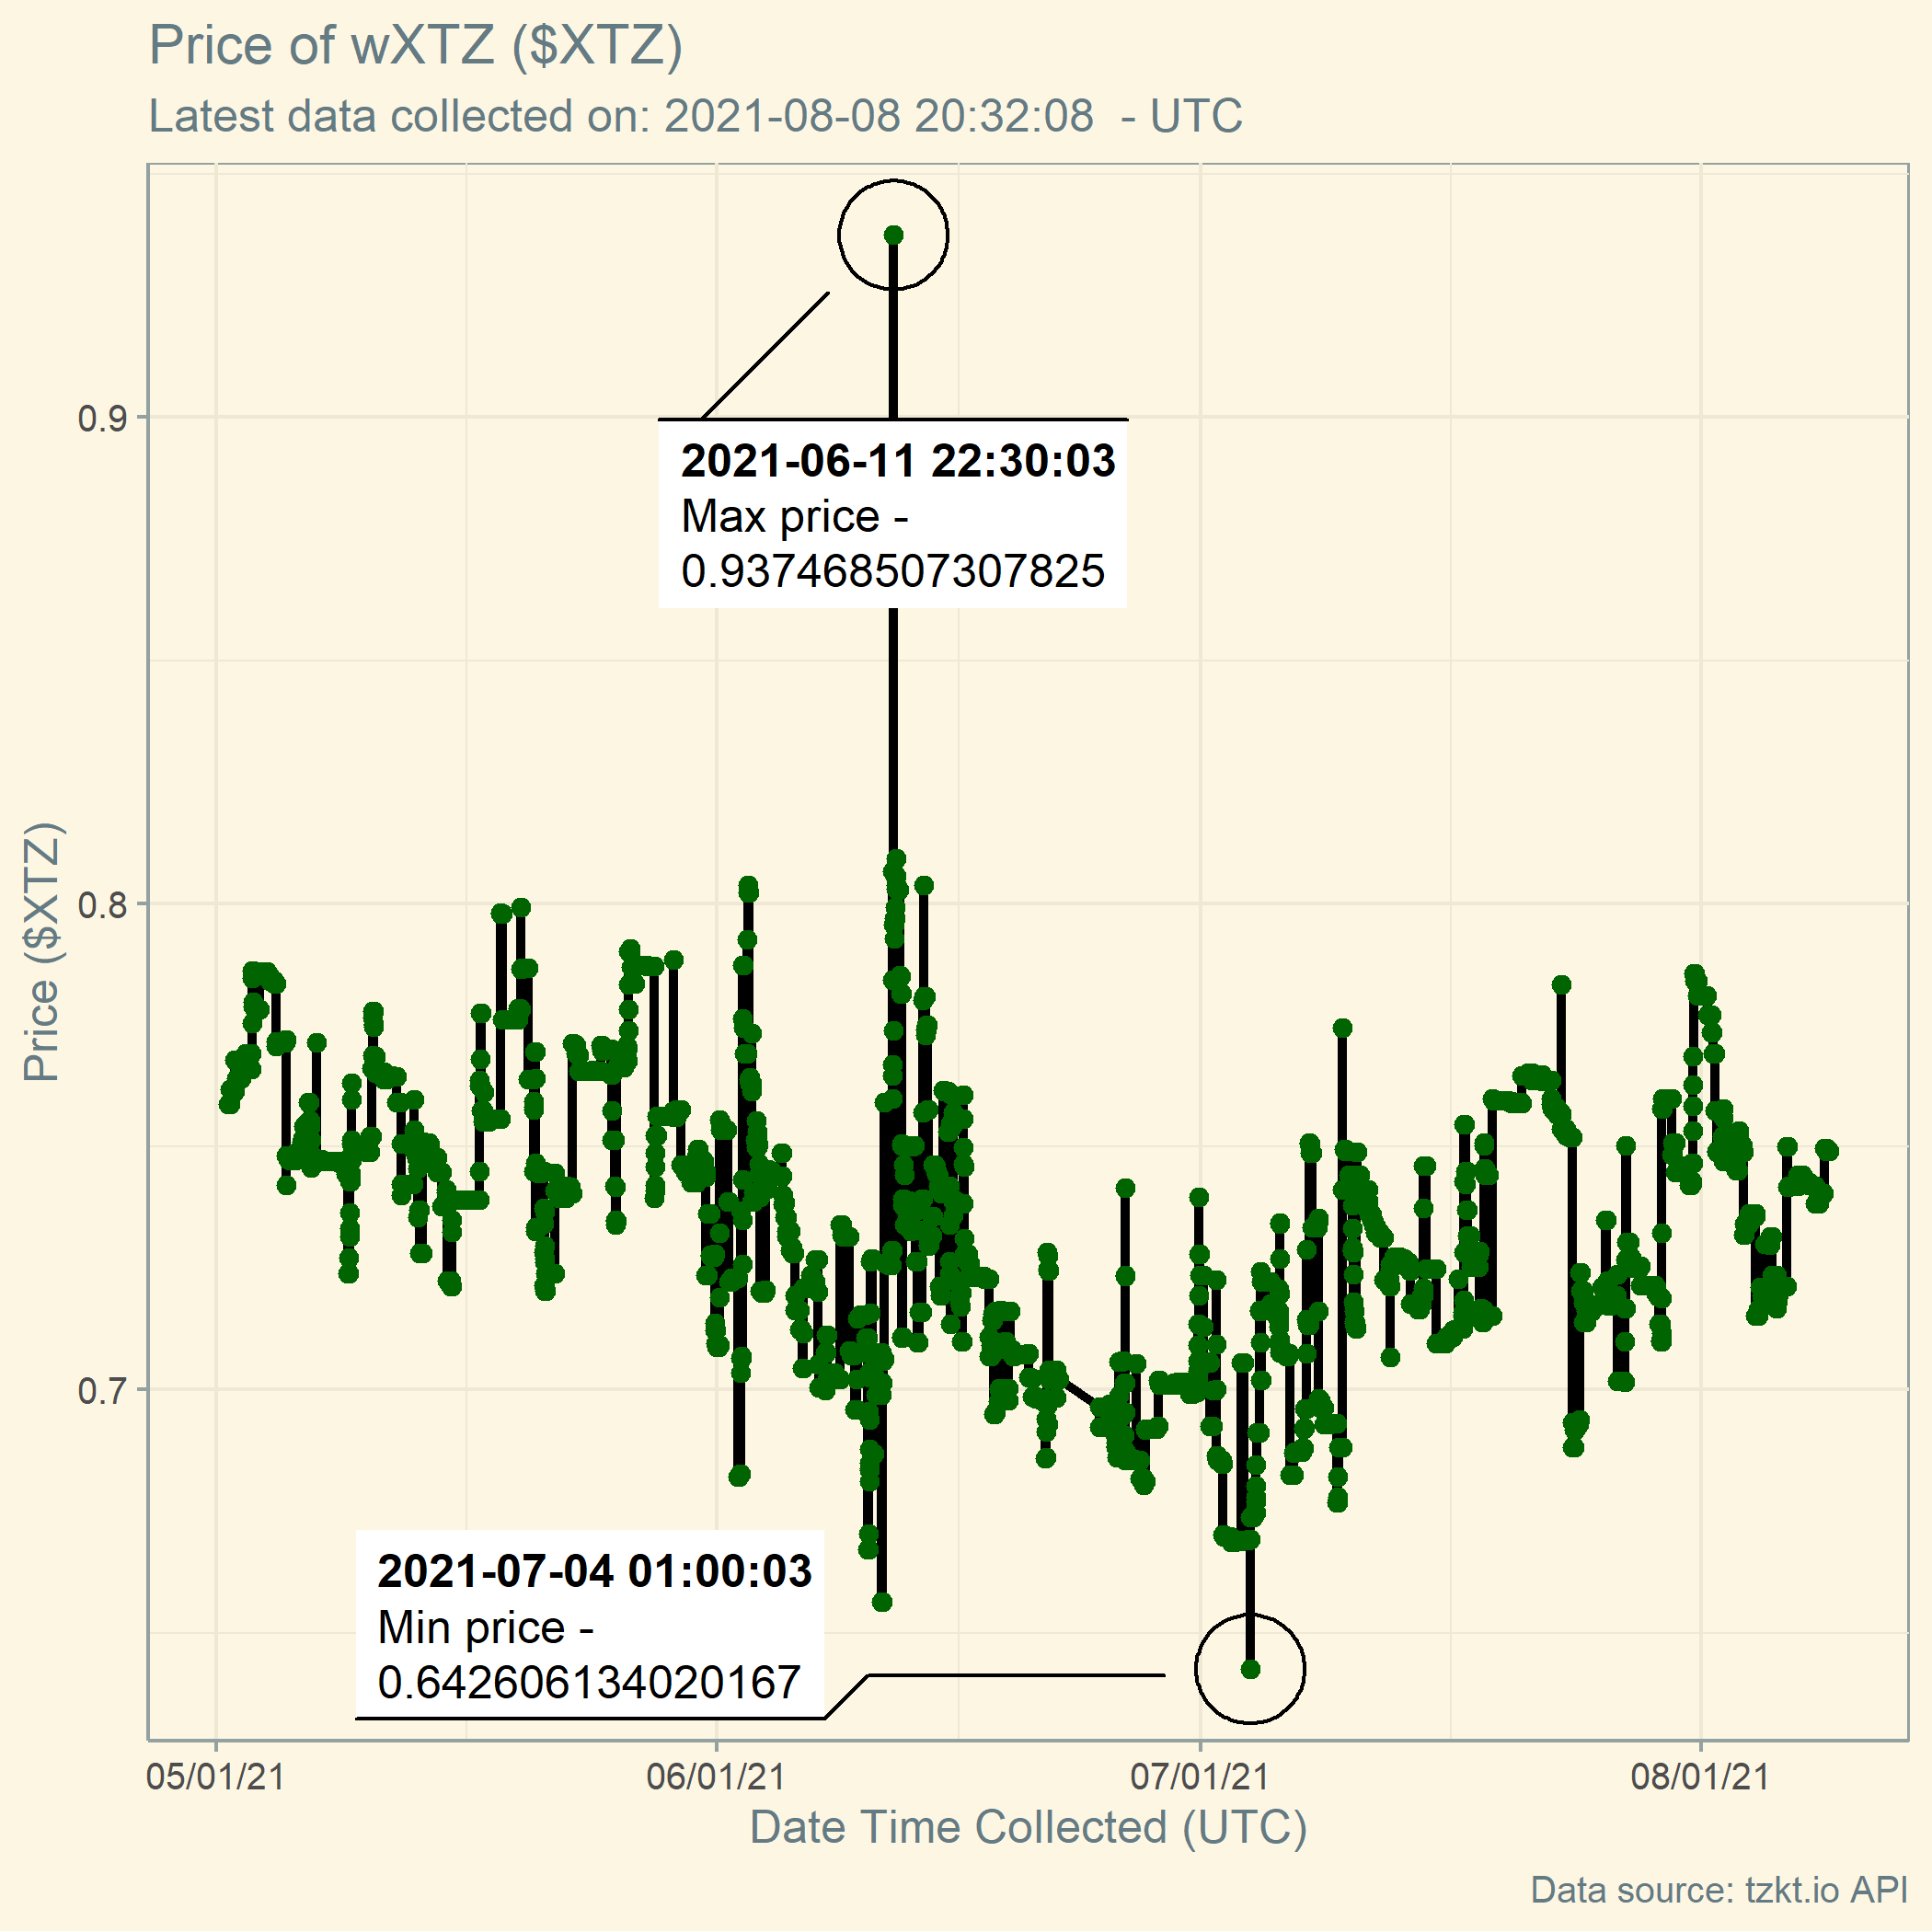 Price of wXTZ ($XTZ)
Latest data collected on: 2021-08-08 20:32:08  - UTC
Price ($XTZ)
0.9
0.8
0.7
2021-06-11 22:30:03
Max price -
0.937468507307825
2021-07-04 01:00:03
Min price -
0.642606134020167
05/01/21
06/01/21
07/01/21
08/01/21
Date Time Collected (UTC)
Data source: tzkt.io API